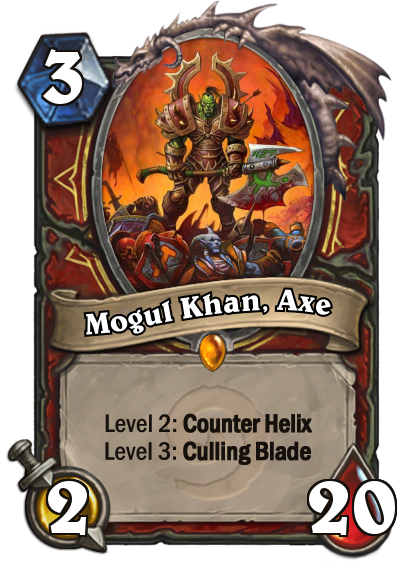 3
Mogul Khan, Axe
Level 2: Counter Helix
Level 3: Culling Blade
2
20